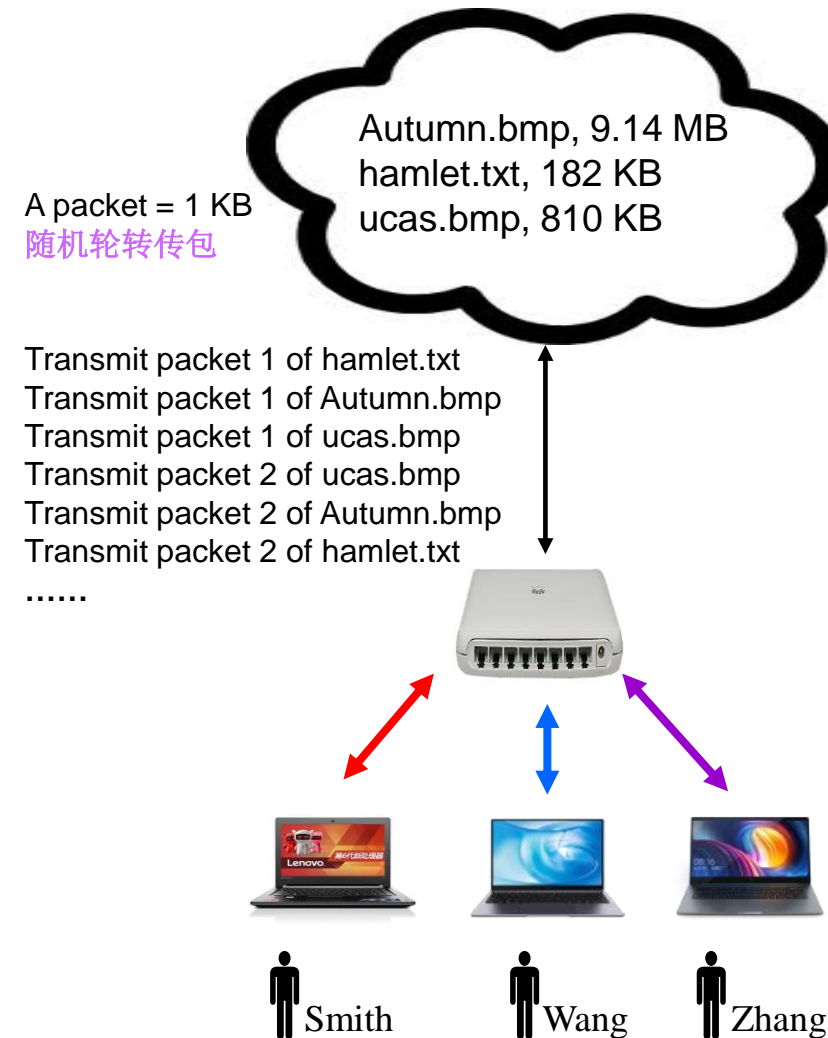 Autumn.bmp, 9.14 MB
hamlet.txt, 182 KB
ucas.bmp, 810 KB
A packet = 1 KB
随机轮转传包
Transmit packet 1 of hamlet.txt
Transmit packet 1 of Autumn.bmp
Transmit packet 1 of ucas.bmp
Transmit packet 2 of ucas.bmp
Transmit packet 2 of Autumn.bmp
Transmit packet 2 of hamlet.txt
……
Lenovo
Smith
Wang
Zhang